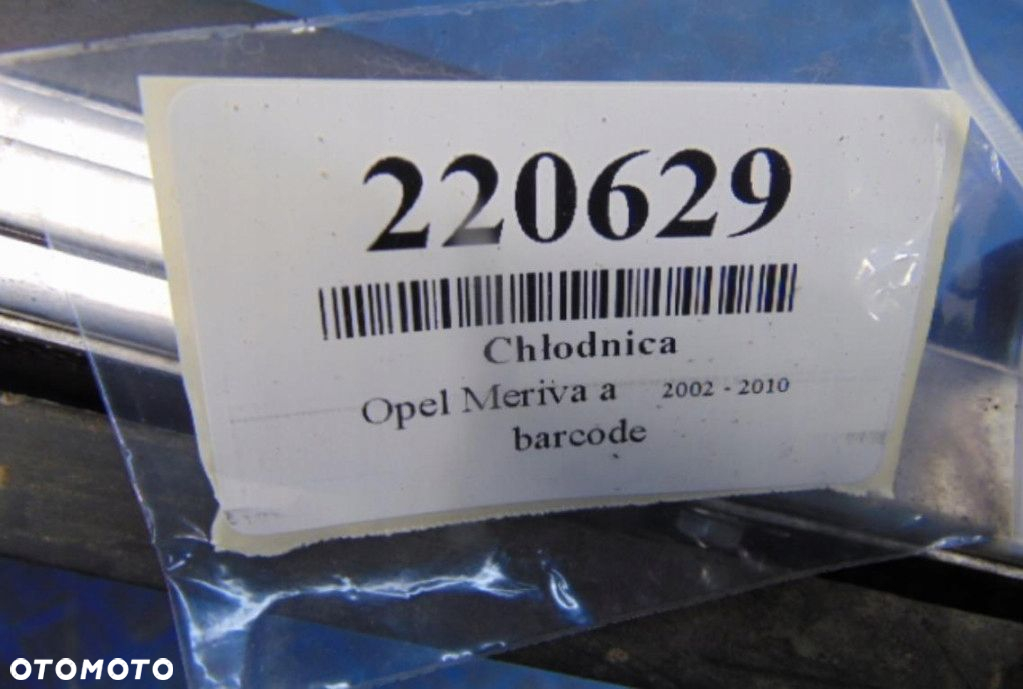 220629
Chłodnica
Opel Meriva a 2002 - 2010
barcode
OTOMOTO